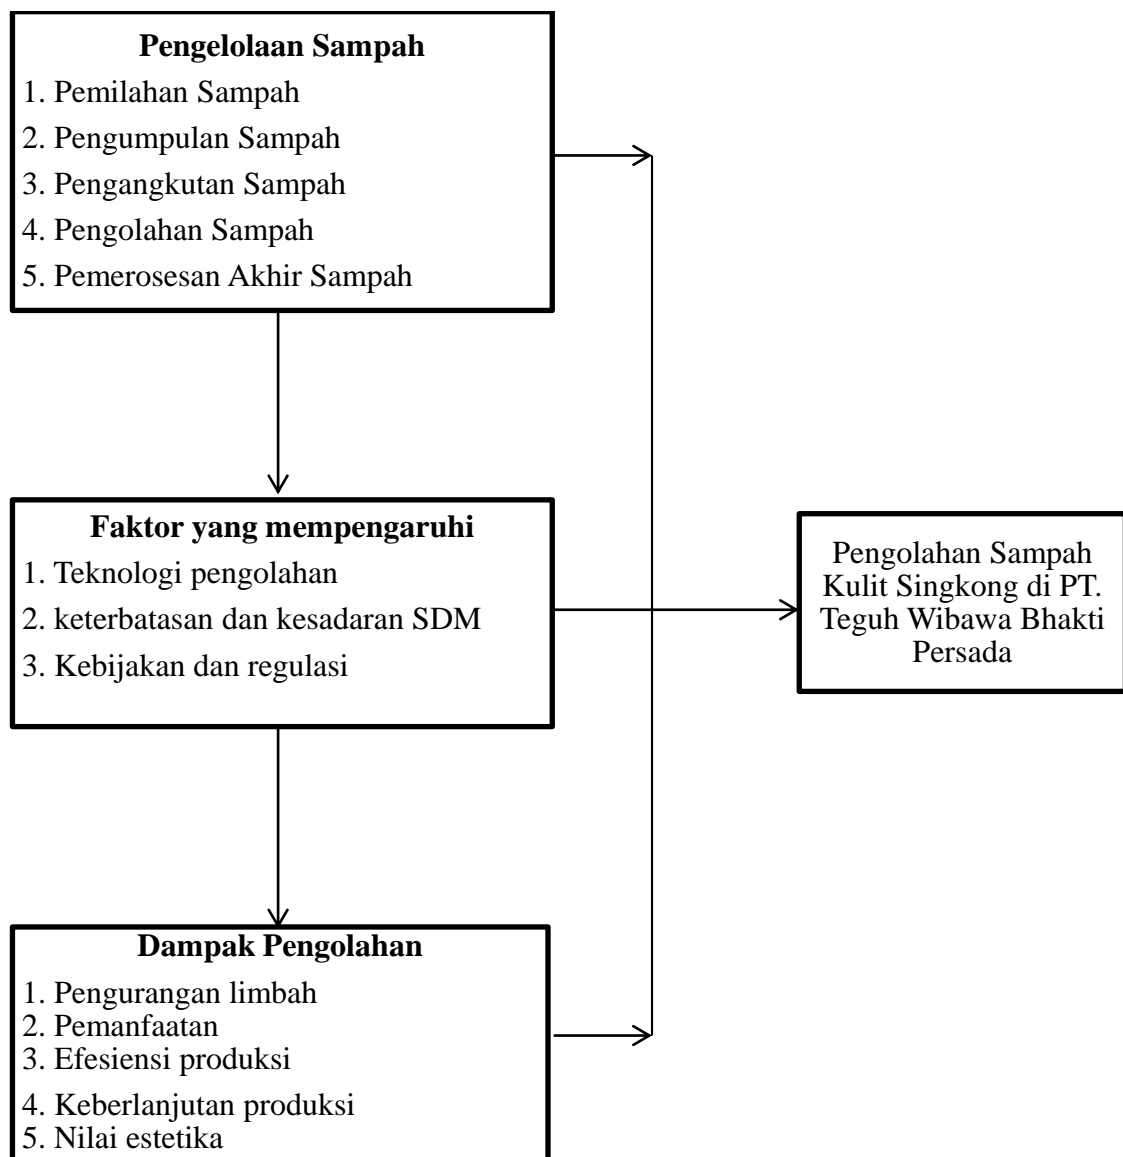 Pengelolaan Sampah
1. Pemilahan Sampah
2. Pengumpulan Sampah
3. Pengangkutan Sampah
4. Pengolahan Sampah
5. Pemerosesan Akhir Sampah
Faktor yang mempengaruhi
1. Teknologi pengolahan
2. keterbatasan dan kesadaran SDM
3. Kebijakan dan regulasi
Pengolahan Sampah
Kulit Singkong di PT.
Teguh Wibawa Bhakti
Persada
Dampak Pengolahan
1. Pengurangan limbah
2. Pemanfaatan
3. Efesiensi produksi
4. Keberlanjutan produksi
5. Nilai estetika